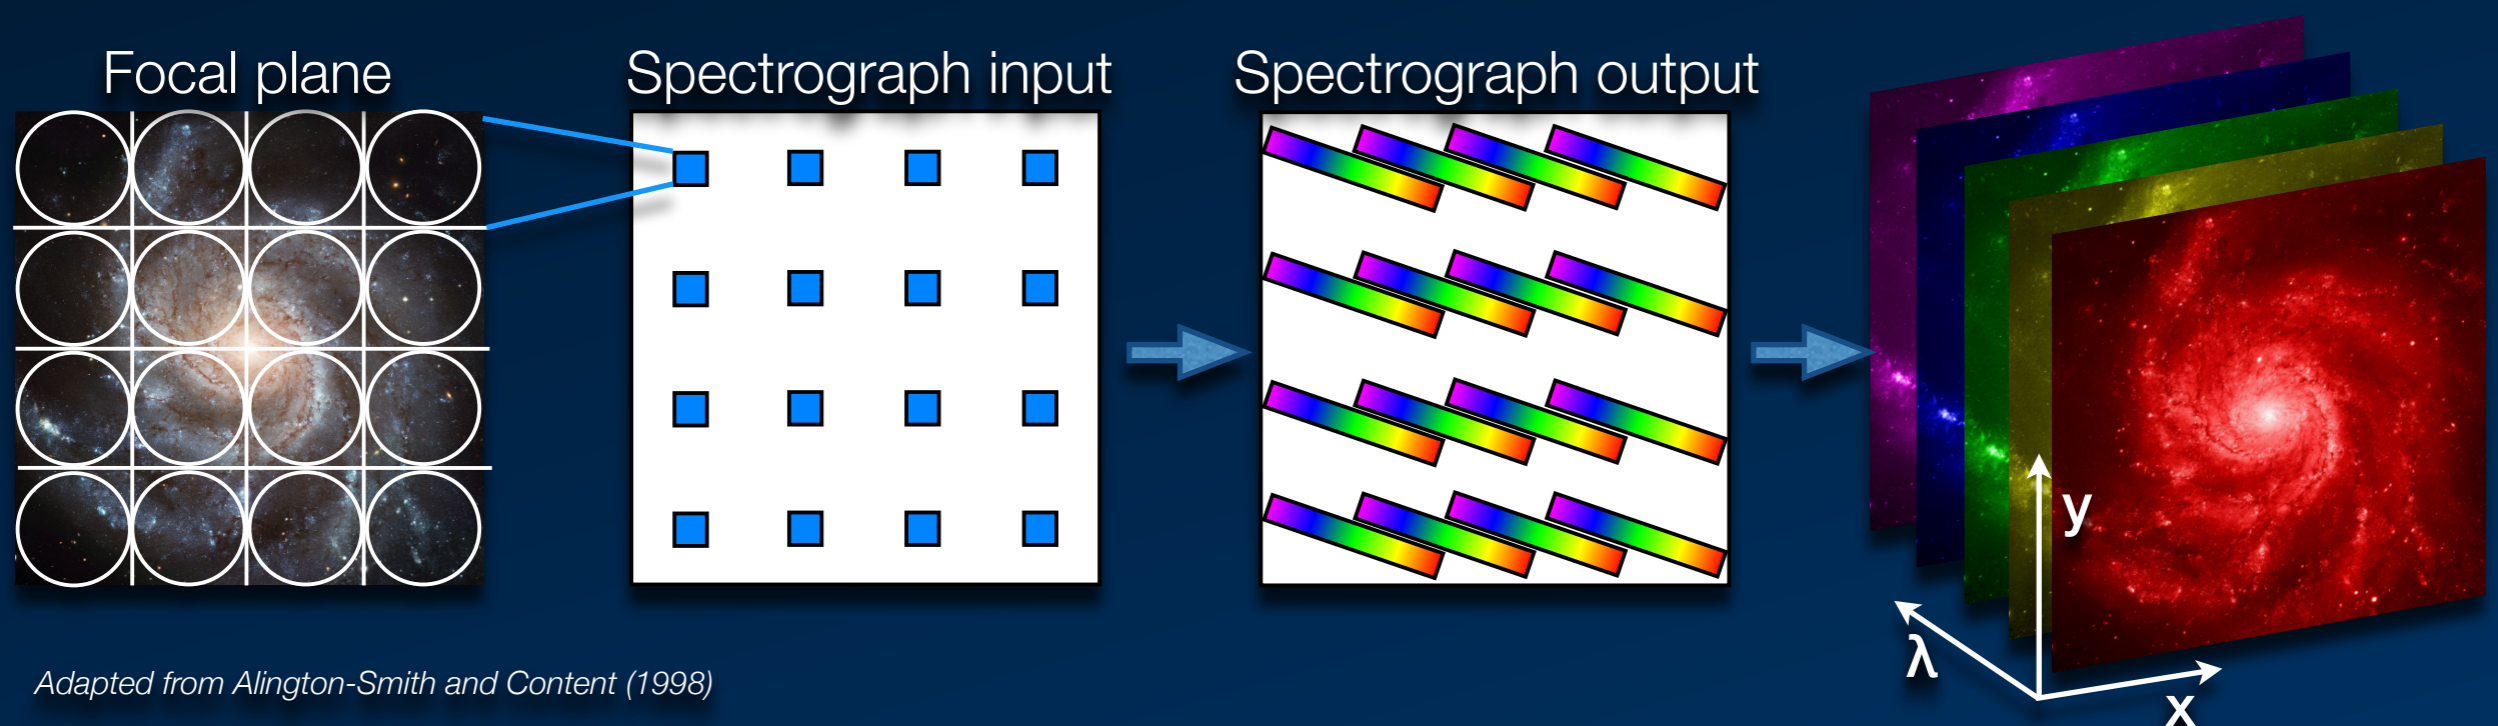 Focal plane
Spectrograph input
Spectrograph output
y
λ
x
Adapted from Alington-Smith and Content (1998)